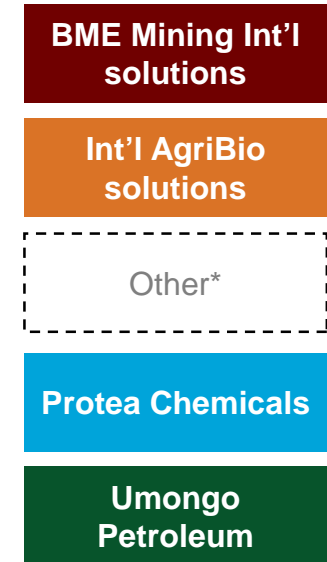 BME Mining Int’l
solutions
Int’l AgriBio
solutions
Other*
Protea Chemicals
Umongo
Petroleum